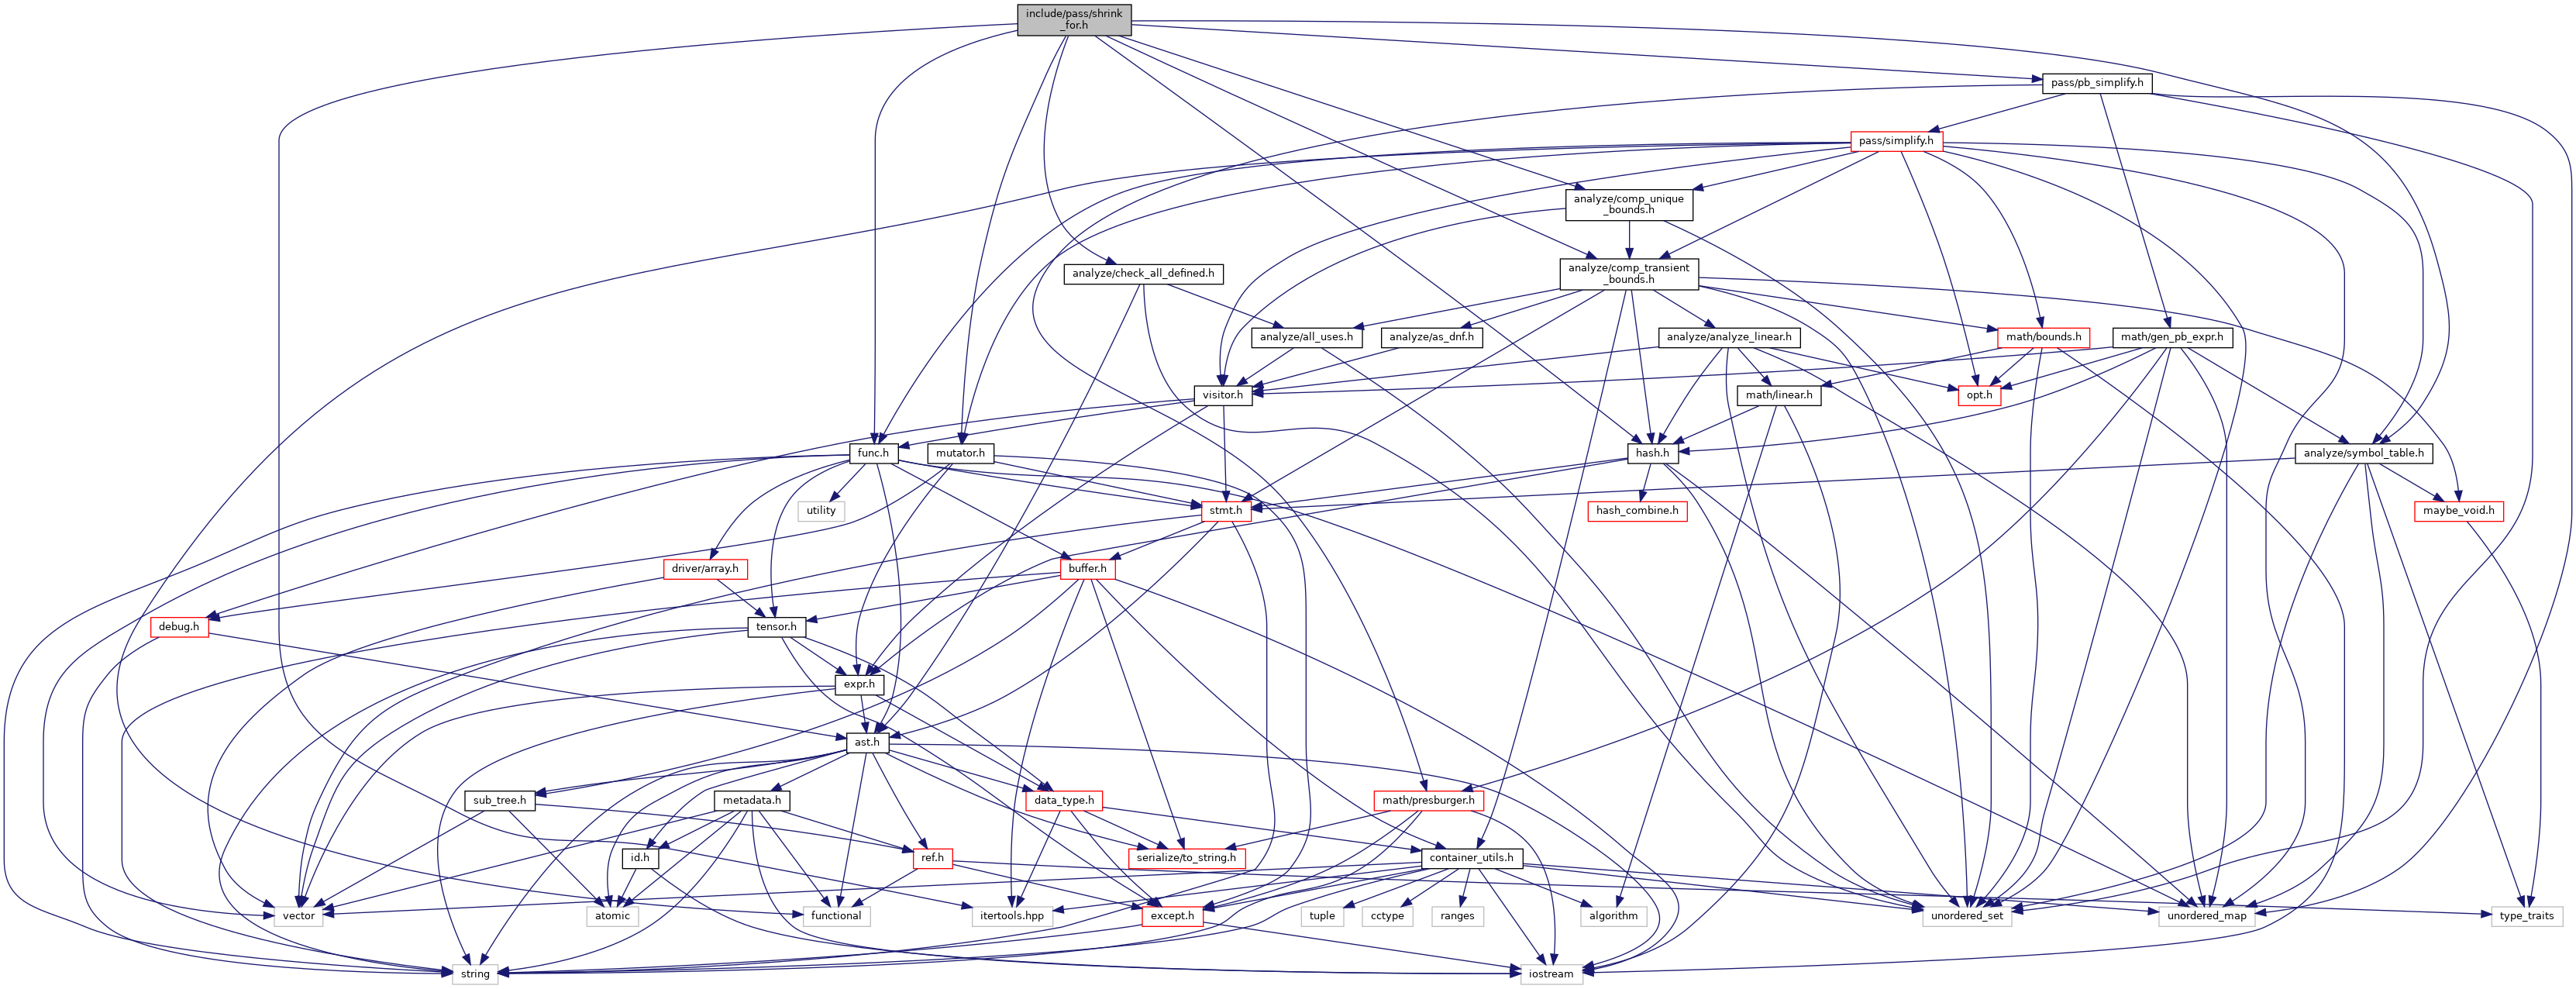 include/pass/shrink
_for.h
pass/pb_simplify.h
pass/simplify.h
analyze/comp_unique
_bounds.h
analyze/check_all_defined.h
analyze/comp_transient
_bounds.h
analyze/all_uses.h
analyze/as_dnf.h
analyze/analyze_linear.h
math/bounds.h
math/gen_pb_expr.h
visitor.h
math/linear.h
opt.h
func.h
mutator.h
hash.h
analyze/symbol_table.h
utility
stmt.h
hash_combine.h
maybe_void.h
driver/array.h
buffer.h
debug.h
tensor.h
expr.h
ast.h
sub_tree.h
metadata.h
data_type.h
math/presburger.h
id.h
ref.h
serialize/to_string.h
container_utils.h
vector
atomic
functional
itertools.hpp
except.h
tuple
cctype
ranges
algorithm
unordered_set
unordered_map
type_traits
string
iostream